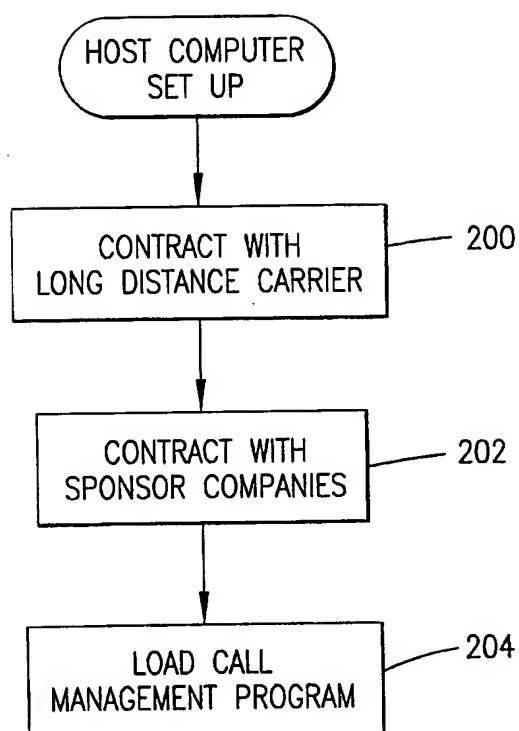 HOST COMPUTER
SET UP
CONTRACT WITH
LONG DISTANCE CARRIER
200
CONTRACT WITH
SPONSOR COMPANIES
202
LOAD CALL
MANAGEMENT PROGRAM
204